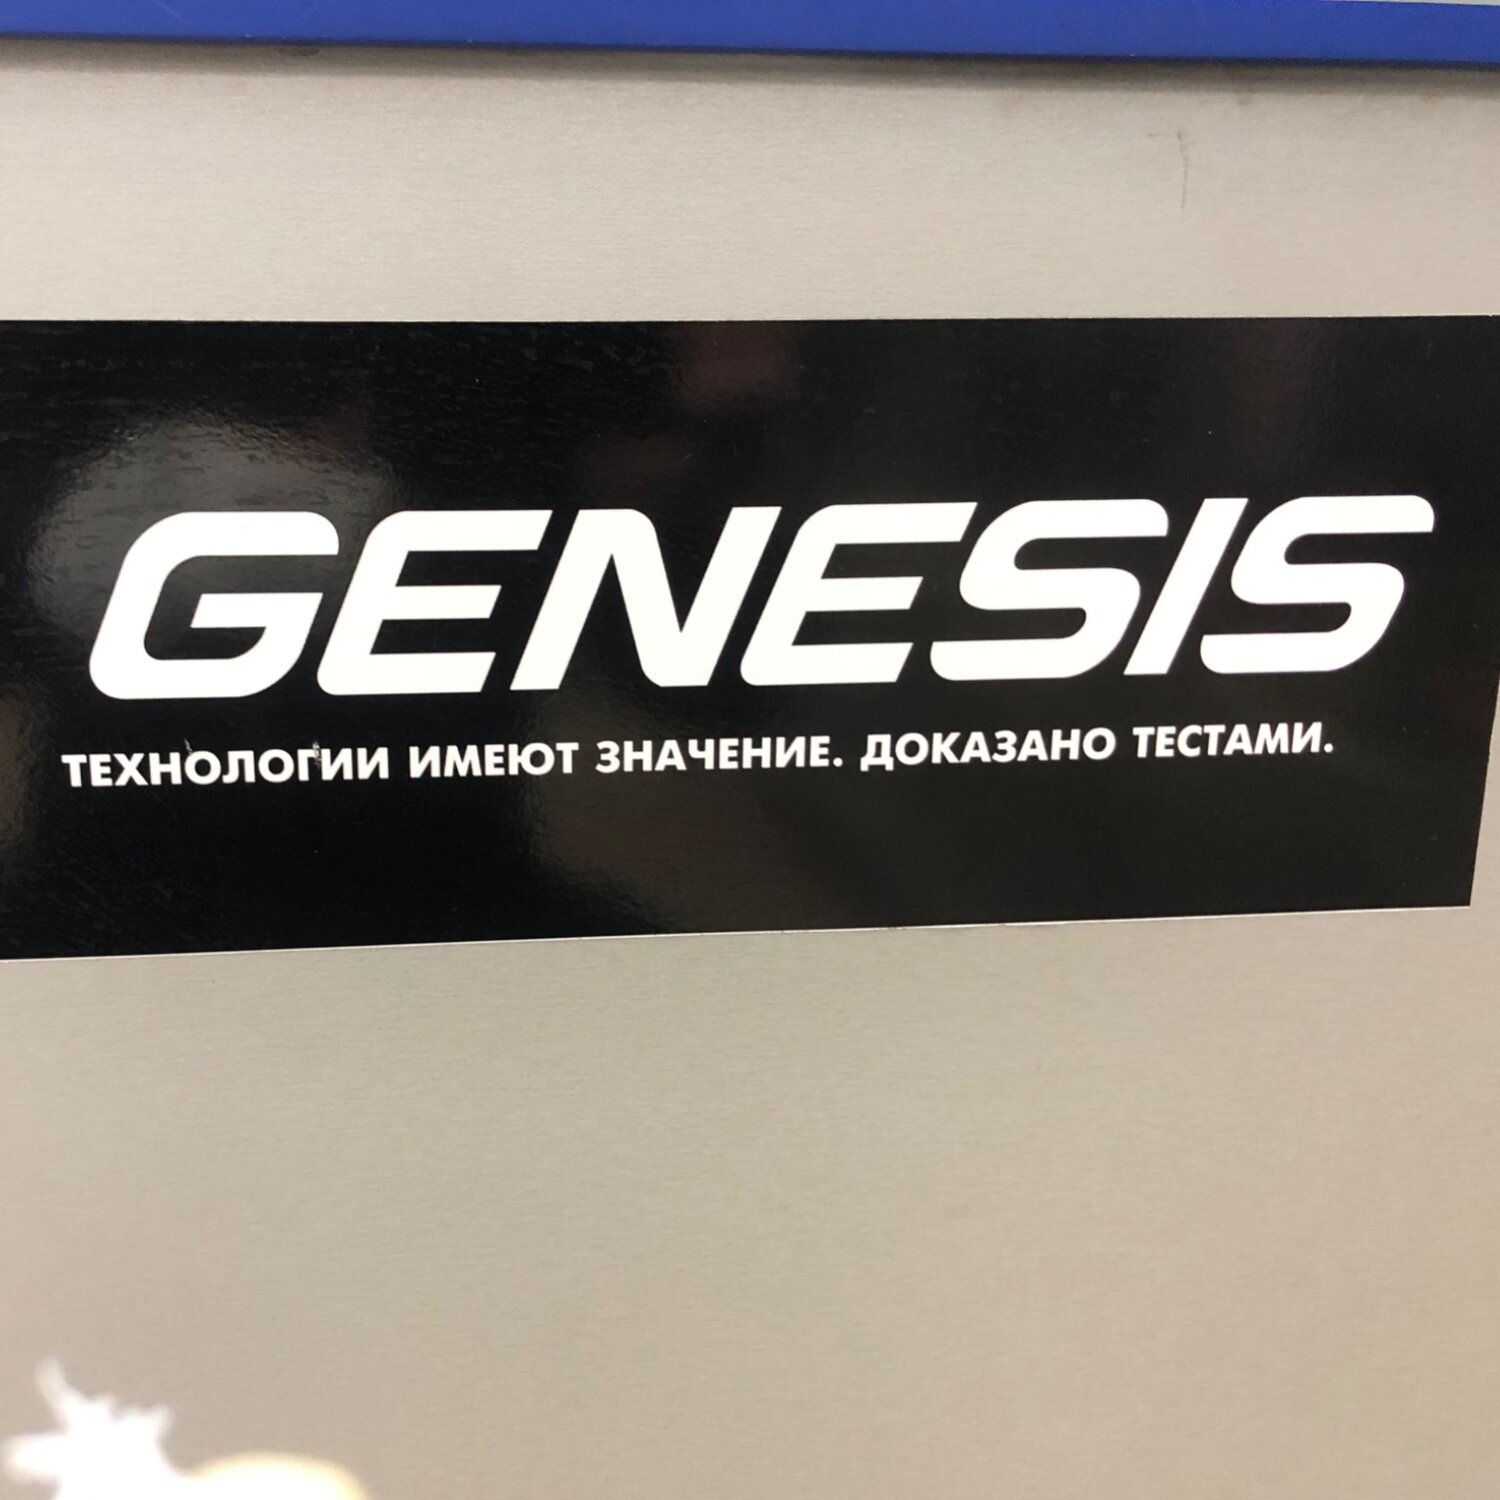 GENESIS
ТЕХНОЛОГИИ ИМЕЮТ ЗНАЧЕНИЕ. ДОКАЗАНО ТЕСТАМИ.